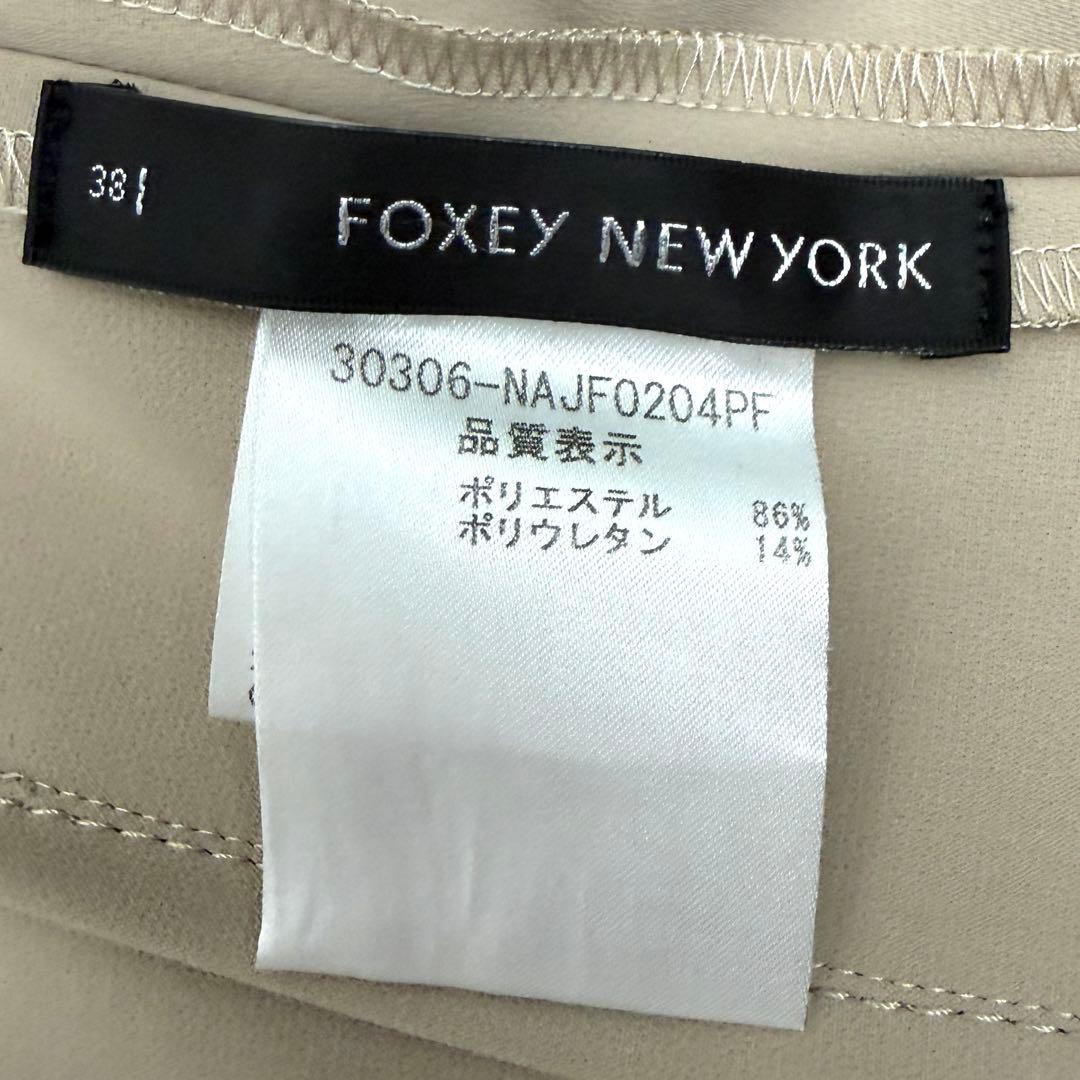 38
FOXEY NEW YORK
30306-NAJF0204PF
品質表示
ポリエステル 86%
ポリウレタン 14%